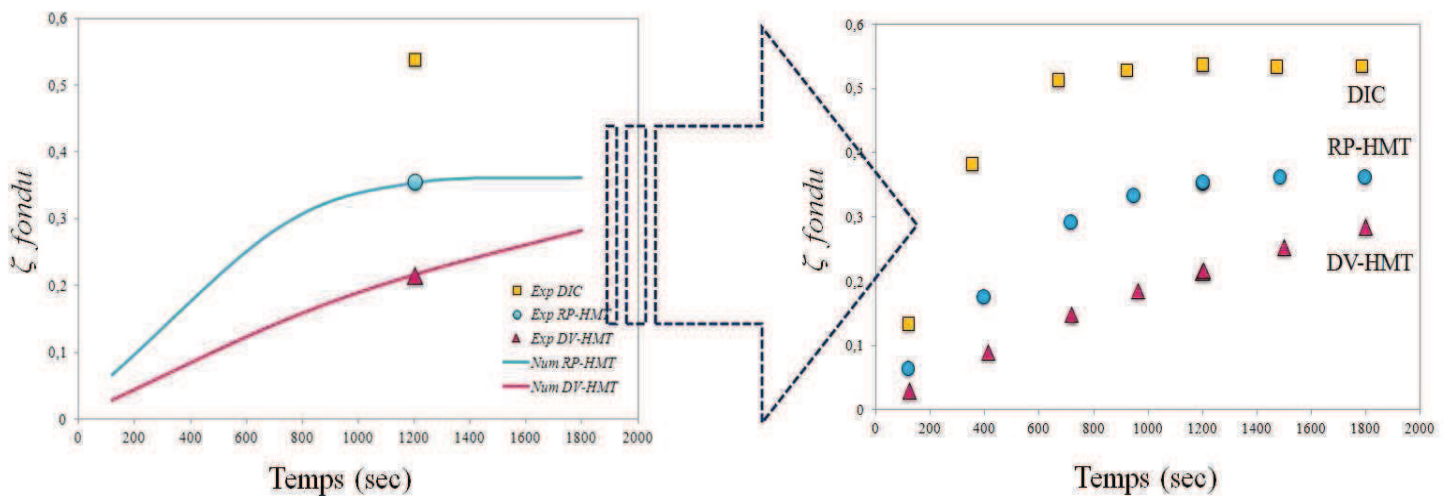 0,6
0,5
0,4
0,3
0,2
0,1
0
ζ fondu
Exp DIC
Exp RP-HMT
Exp DV-HMT
Num RP-HMT
Num DV-HMT
0 200 400 600 800 1000 1200 1400 1600 1800 2000
Temps (sec)
0,6
0,5
0,4
0,3
0,2
0,1
0
ζ fondu
DIC
RP-HMT
DV-HMT
0 200 400 600 800 1000 1200 1400 1600 1800 2000
Temps (sec)